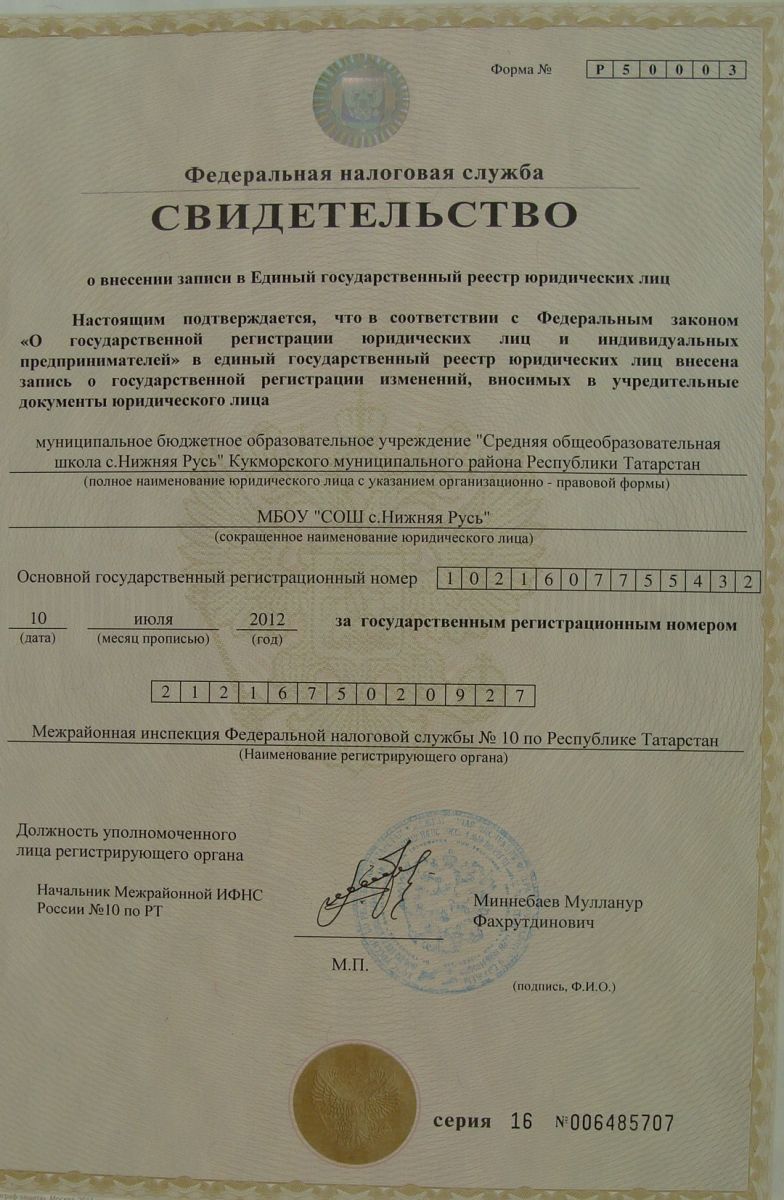 Форма № Р50003
Федеральная налоговая служба
СВИДЕТЕЛЬСТВО
о внесении записи в Единый государственный реестр юридических лиц
Настоящим подтверждается, что в соответствии с Федеральным законом
«О государственной регистрации юридических лиц и индивидуальных
предпринимателей» в единый государственный реестр юридических лиц внесена
запись о государственной регистрации изменений, вносимых в учредительные
документы юридического лица
муниципальное бюджетное образовательное учреждение "Средняя общеобразовательная
школа с.Нижняя Русь" Кукморского муниципального района Республики Татарстан
(полное наименование юридического лица с указанием организационно - правовой формы)
МБОУ "СОШ с.Нижняя Русь"
(сокращенное наименование юридического лица)
Основной государственный регистрационный номер 1021607755432
10 июля 2012 за государственным регистрационным номером
(дата) (месяц прописью) (год)
2121675020927
Межрайонная инспекция Федеральной налоговой службы № 10 по Республике Татарстан
(Наименование регистрирующего органа)
Должность уполномоченного
лица регистрирующего органа
Начальник Межрайонной ИФНС
России №10 по РТ
Миннебаев Мулланур
Фахрутдинович
М.П.
(подпись, Ф.И.О.)
серия 16 №006485707